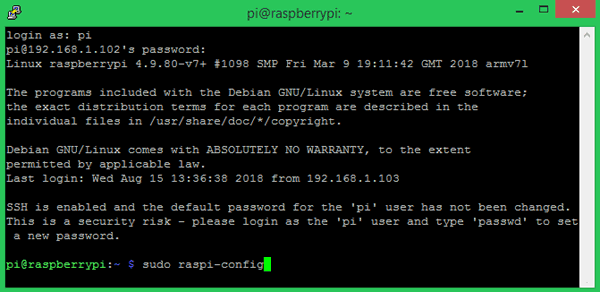 pi@raspberrypi: ~
login as: pi
pi@192.168.1.102's password:
Linux raspberrypi 4.9.80-v7+ #1098 SMP Fri Mar 9 19:11:42 GMT 2018 armv7l
The programs included with the Debian GNU/Linux system are free software;
the exact distribution terms for each program are described in the
individual files in /usr/share/doc/*/copyright.
Debian GNU/Linux comes with ABSOLUTELY NO WARRANTY, to the extent
permitted by applicable law.
Last login: Wed Aug 15 13:36:38 2018 from 192.168.1.103
SSH is enabled and the default password for the 'pi' user has not been changed.
This is a security risk - please login as the 'pi' user and type 'passwd' to set
 a new password.
pi@raspberrypi:~ $ sudo raspi-config